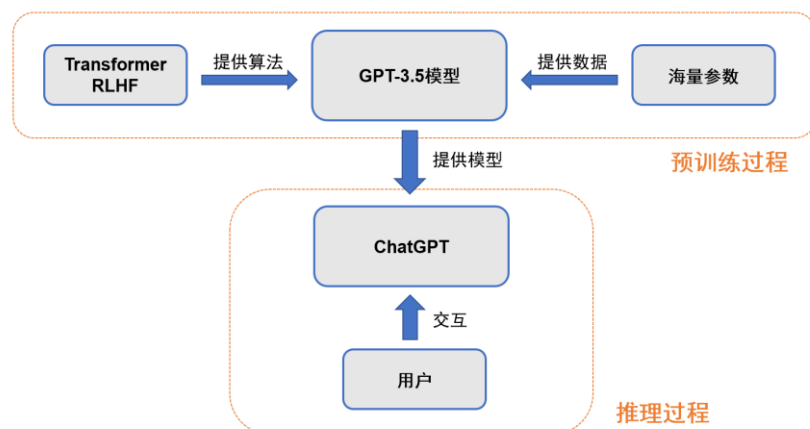 Transformer
RLHF
提供算法
GPT-3.5模型
提供数据
海量参数
预训练过程
提供模型
ChatGPT
交互
用户
推理过程